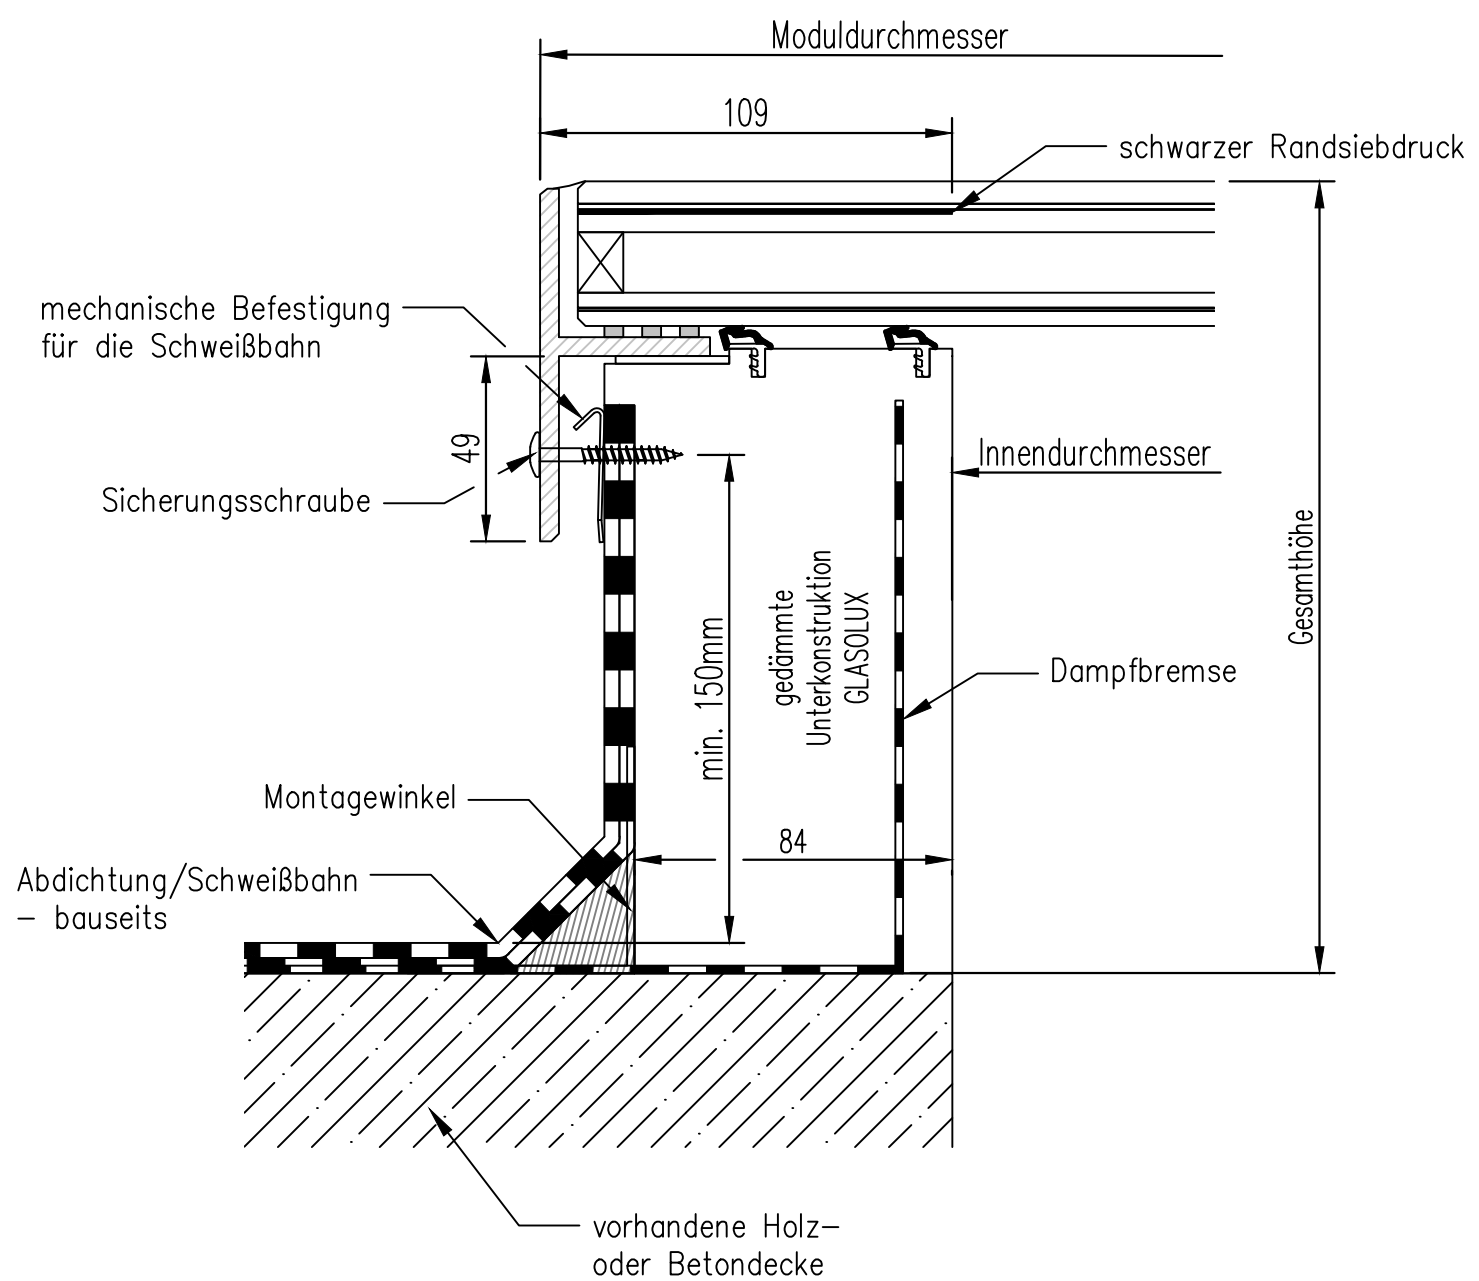 Moduldurchmesser
109
schwarzer Randsiebdruck
mechanische Befestigung
für die Schweißbahn
49
Innendurchmesser
Sicherungsschraube
Gesamthöhe
gedämmte
Unterkonstruktion
GLASOLUX
min. 150mm
Dampfbremse
Montagewinkel
84
Abdichtung/Schweißbahn
- bauseits
vorhandene Holz-
oder Betondecke